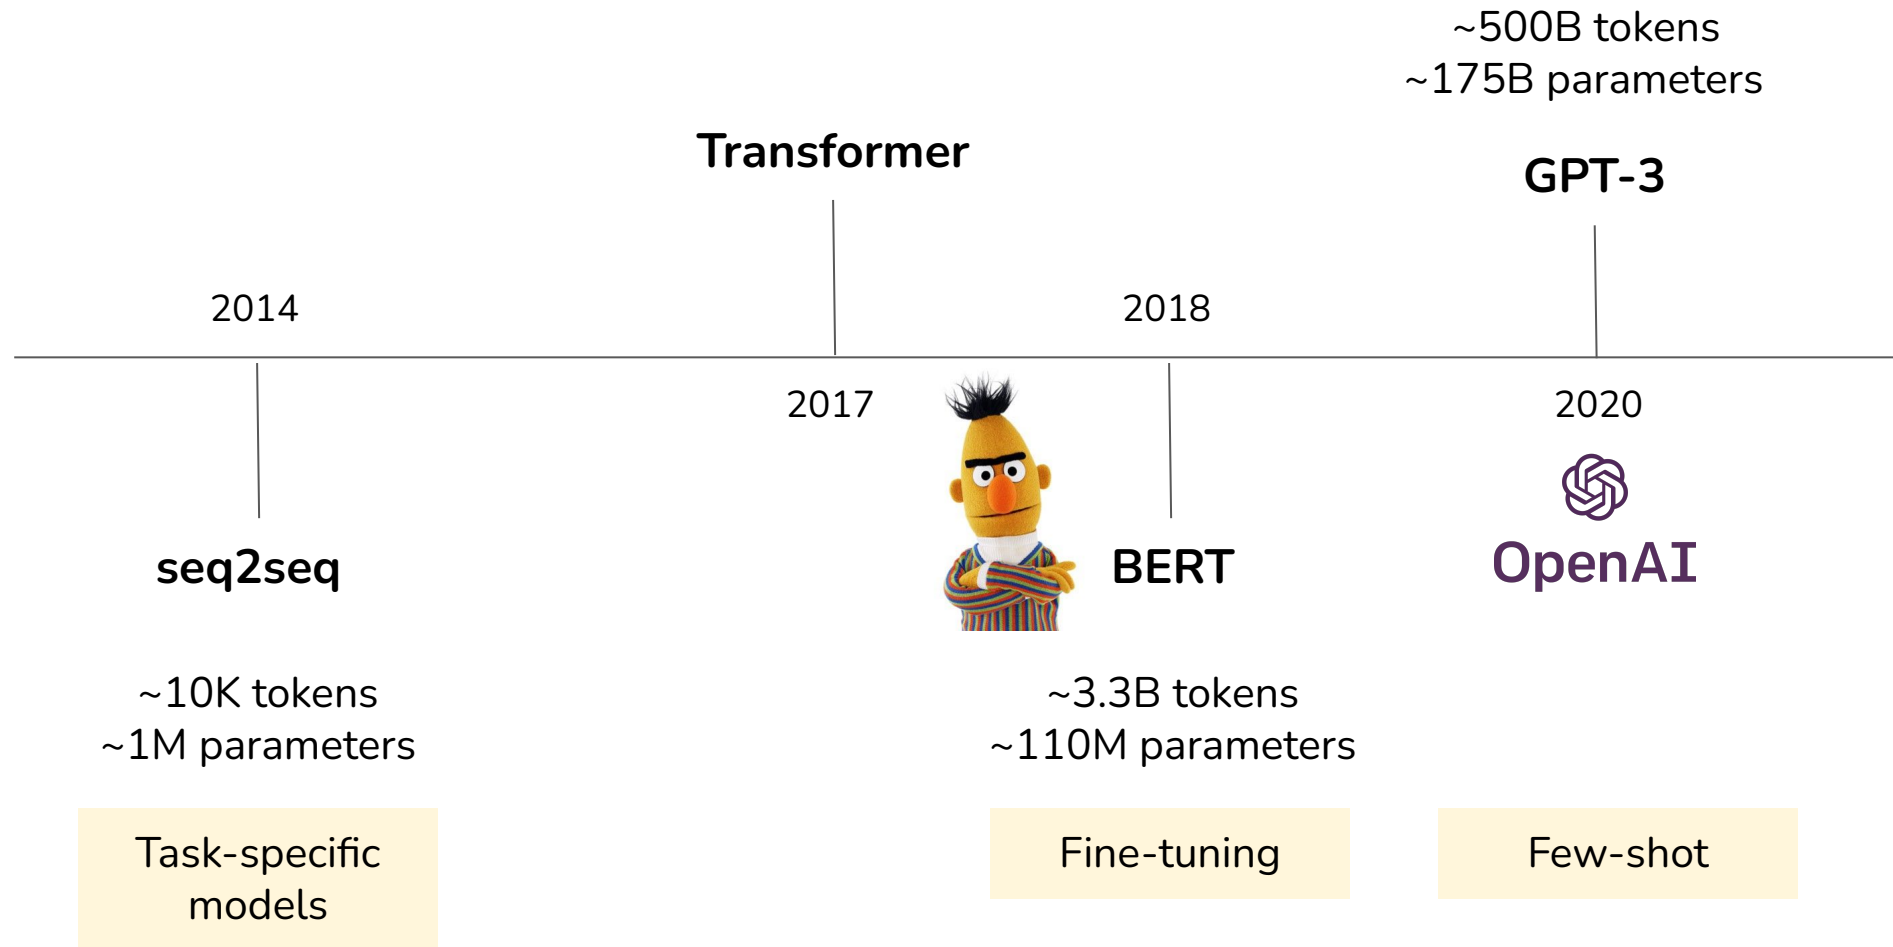 ~500B tokens
~175B parameters
Transformer
GPT-3
2014
2018
2017
2020
OpenAI
seq2seq
BERT
~10K tokens
~1M parameters
~3.3B tokens
~110M parameters
Task-specific
models
Fine-tuning
Few-shot